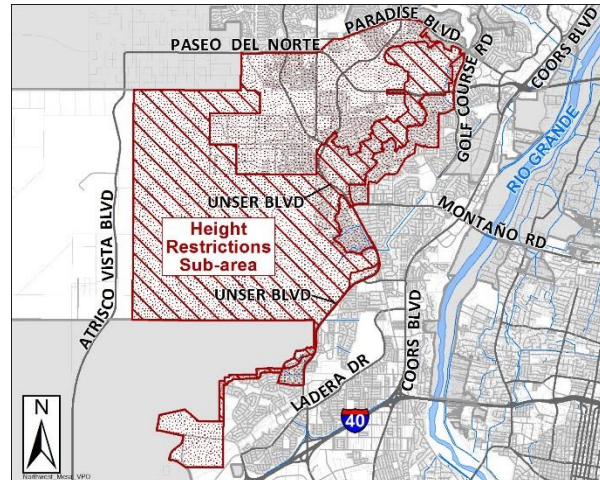 PARADISE BLVD
PASEO DEL NORTE
GOLF COURSE RD
COORS BLVD
RIO GRANDE
UNSER BLVD
MONTAÑO RD
Height
Restrictions
Sub-area
ATRISCO VISTA BLVD
UNSER BLVD
COORS BLVD
LADERA DR
40
N
Northwest_Mesa_VPO